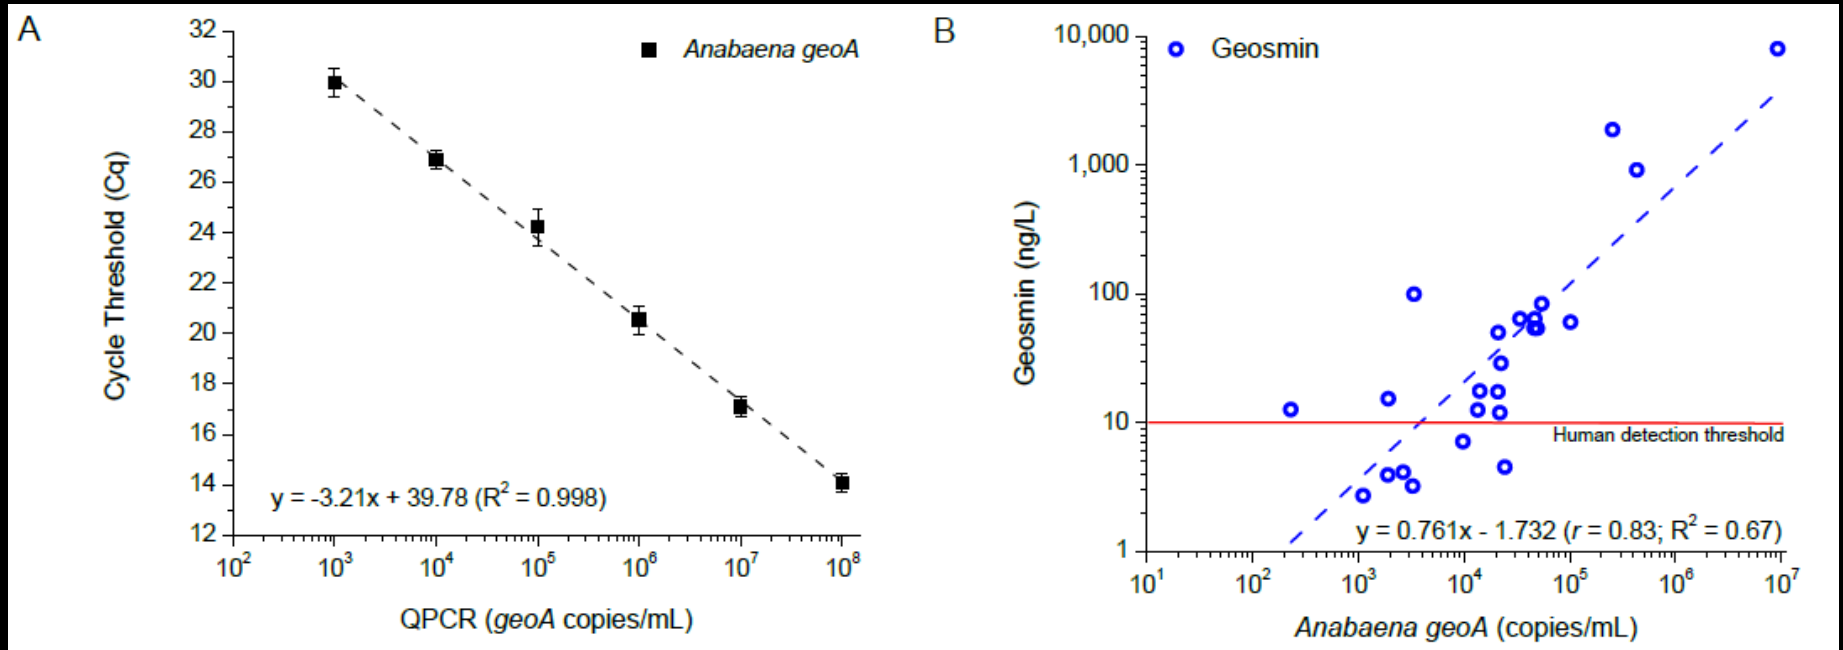 A
Anabaena geoA
32
30
28
26
24
22
20
18
16
14
12
Cycle Threshold (Cq)
y = -3.21x + 39.78 (R² = 0.998)
10² 10³ 10⁴ 10⁵ 10⁶ 10⁷ 10⁸
QPCR (geoA copies/mL)
B
Geosmin
10,000
1,000
100
10
1
Geosmin (ng/L)
Human detection threshold
y = 0.761x - 1.732 (r = 0.83; R² = 0.67)
10¹ 10² 10³ 10⁴ 10⁵ 10⁶ 10⁷
Anabaena geoA (copies/mL)